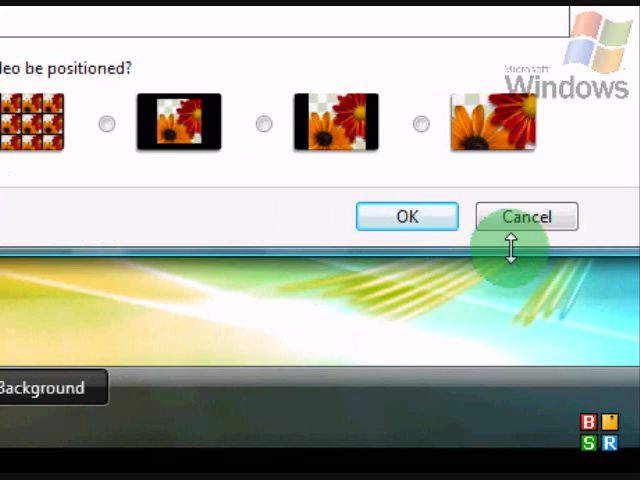 Microsoft
Windows
deo be positioned?
OK
Cancel
Background
B
S R